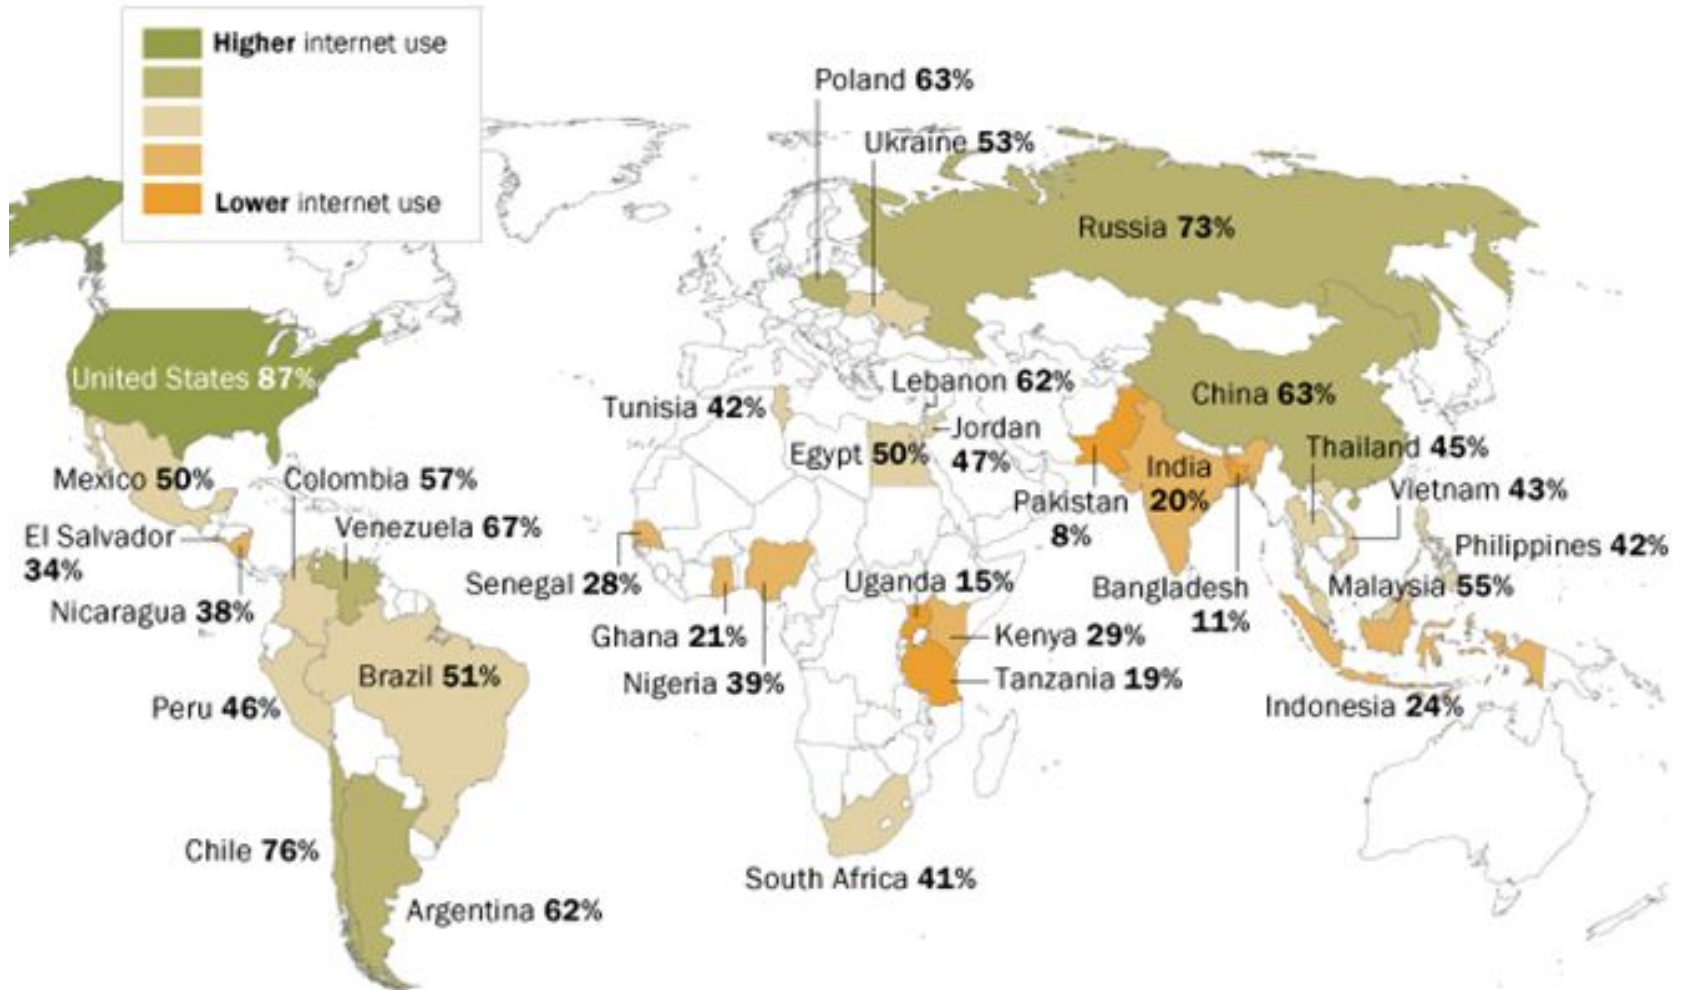 Higher internet use
Lower internet use
Poland 63%
Ukraine 53%
Russia 73%
United States 87%
China 63%
Lebanon 62%
Tunisia 42%
Jordan
47%
Egypt 50%
Thailand 45%
Mexico 50%
Colombia 57%
India
20%
Pakistan
8%
Vietnam 43%
Venezuela 67%
El Salvador
34%
Philippines 42%
Senegal 28%
Uganda 15%
Bangladesh
11%
Malaysia 55%
Nicaragua 38%
Ghana 21%
Kenya 29%
Nigeria 39%
Tanzania 19%
Brazil 51%
Peru 46%
Indonesia 24%
Chile 76%
South Africa 41%
Argentina 62%